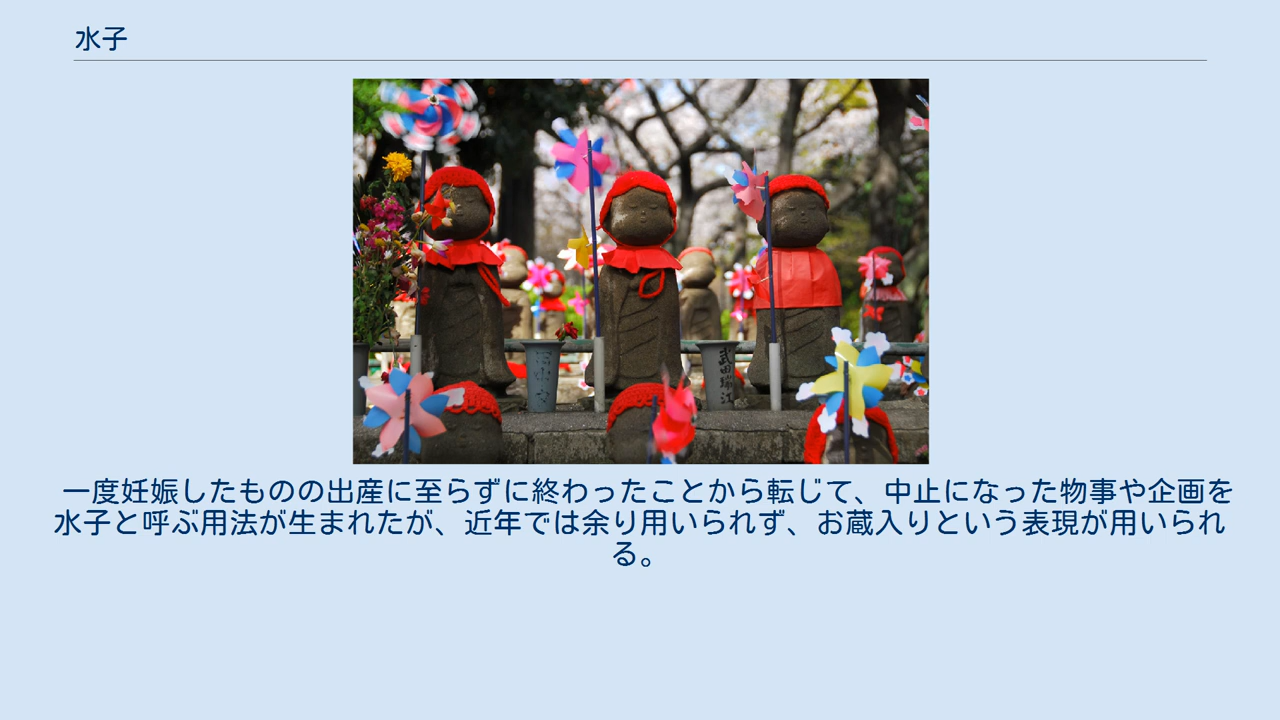 水子
一度妊娠したものの出産に至らずに終わったことから転じて、中止になった物事や企画を
水子と呼ぶ用法が生まれたが、近年では余り用いられず、お蔵入りという表現が用いられ
る。